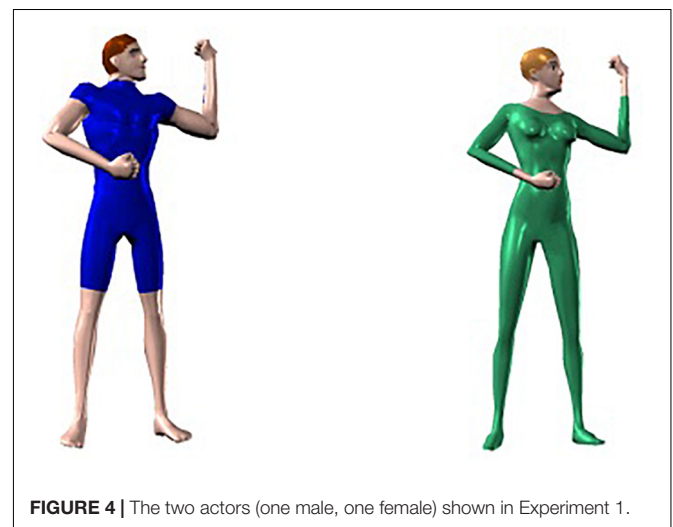 FIGURE 4 | The two actors (one male, one female) shown in Experiment 1.